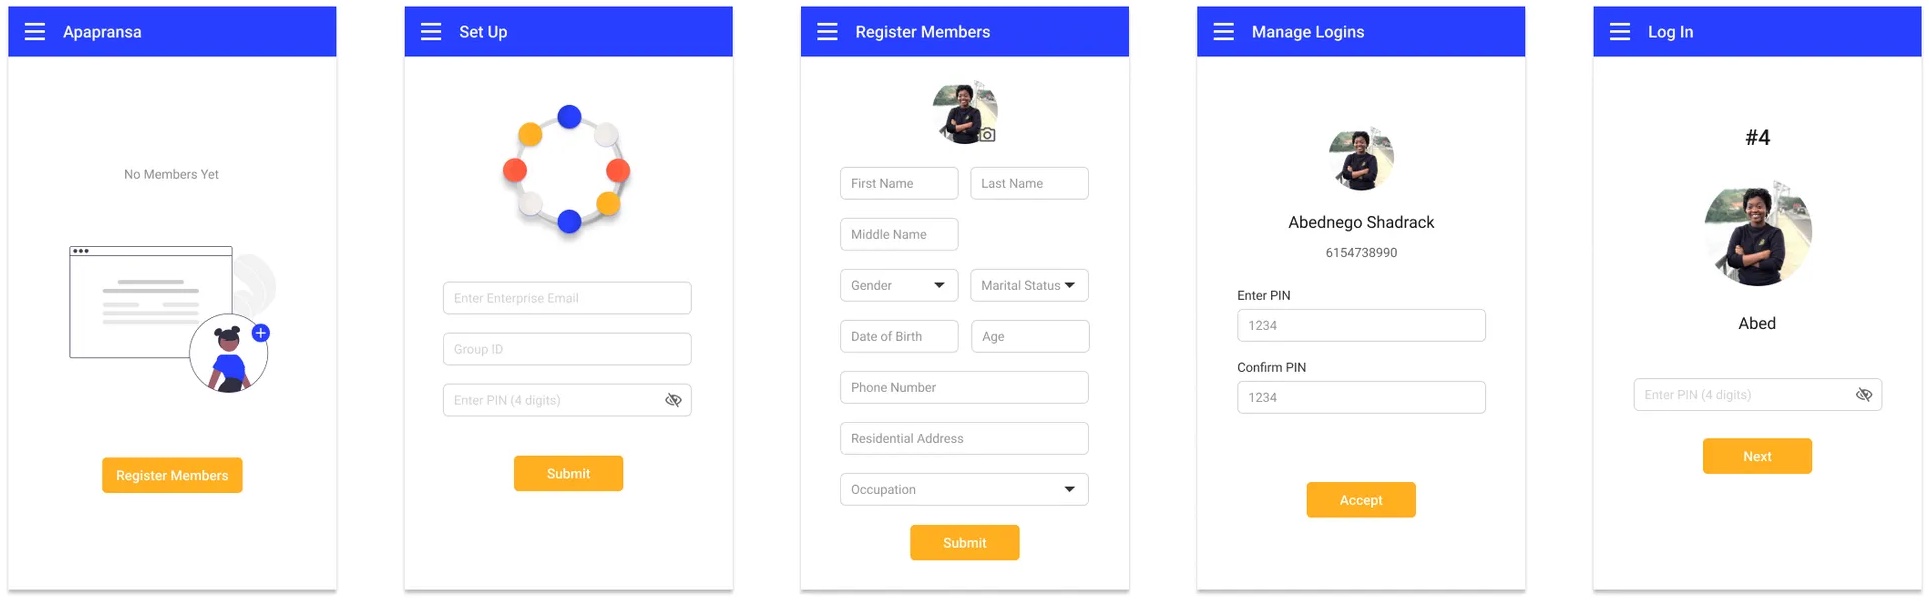 Apapransa
No Members Yet
Register Members
Set Up
Enter Enterprise Email
Group ID
Enter PIN (4 digits)
Submit
Register Members
First Name
Last Name
Middle Name
Gender
Marital Status
Date of Birth
Age
Phone Number
Residential Address
Occupation
Submit
Manage Logins
Abednego Shadrack
6154738990
Enter PIN
1234
Confirm PIN
1234
Accept
Log In
#4
Abed
Enter PIN (4 digits)
Next